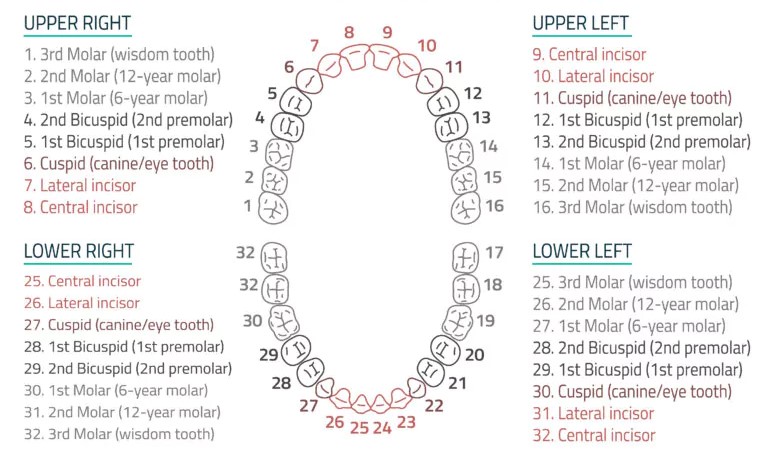 UPPER RIGHT
1. 3rd Molar (wisdom tooth)
2. 2nd Molar (12-year molar)
3. 1st Molar (6-year molar)
4. 2nd Bicuspid (2nd premolar)
5. 1st Bicuspid (1st premolar)
6. Cuspid (canine/eye tooth)
7. Lateral incisor
8. Central incisor
8 9
7 10
6 11
5 12
4 13
3 14
2 15
1 16
UPPER LEFT
9. Central incisor
10. Lateral incisor
11. Cuspid (canine/eye tooth)
12. 1st Bicuspid (1st premolar)
13. 2nd Bicuspid (2nd premolar)
14. 1st Molar (6-year molar)
15. 2nd Molar (12-year molar)
16. 3rd Molar (wisdom tooth)
LOWER RIGHT
25. Central incisor
26. Lateral incisor
27. Cuspid (canine/eye tooth)
28. 1st Bicuspid (1st premolar)
29. 2nd Bicuspid (2nd premolar)
30. 1st Molar (6-year molar)
31. 2nd Molar (12-year molar)
32. 3rd Molar (wisdom tooth)
32 17
32 18
30 19
29 20
28 21
27 22
26 25 24 23
LOWER LEFT
25. 3rd Molar (wisdom tooth)
26. 2nd Molar (12-year molar)
27. 1st Molar (6-year molar)
28. 2nd Bicuspid (2nd premolar)
29. 1st Bicuspid (1st premolar)
30. Cuspid (canine/eye tooth)
31. Lateral incisor
32. Central incisor